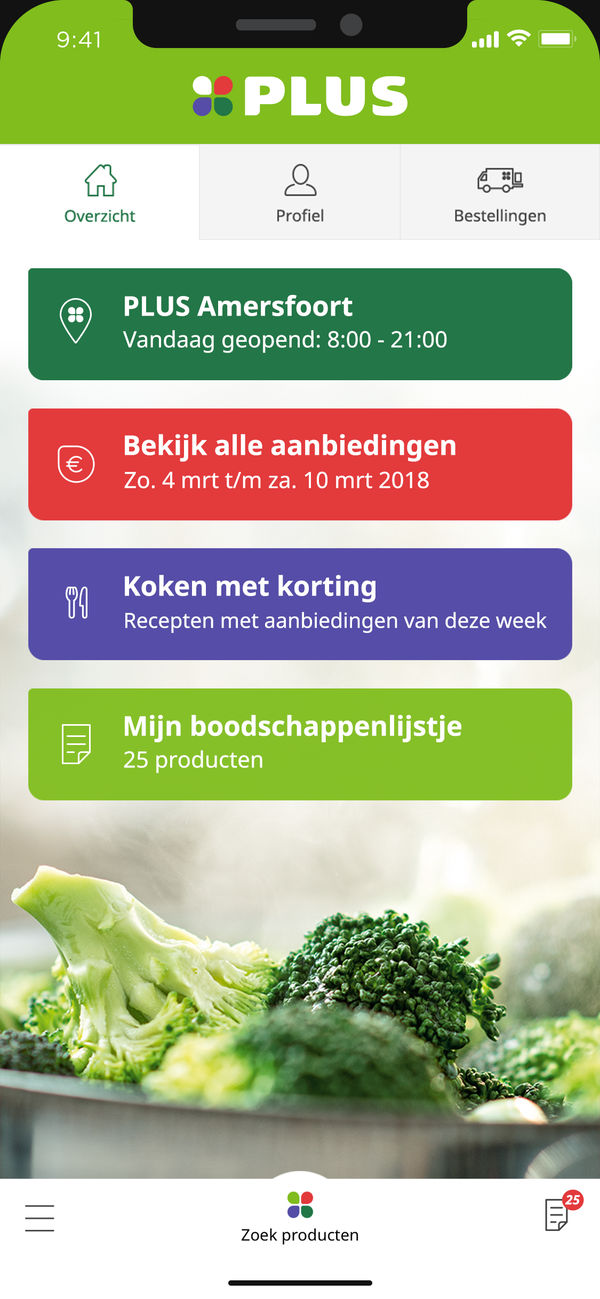 9:41
PLUS
Overzicht
Profiel
Bestellingen
PLUS Amersfoort
Vandaag geopend: 8:00 - 21:00
€
Bekijk alle aanbiedingen
Zo. 4 mrt t/m za. 10 mrt 2018
Koken met korting
Recepten met aanbiedingen van deze week
Mijn boodschappenlijstje
25 producten
25
Zoek producten